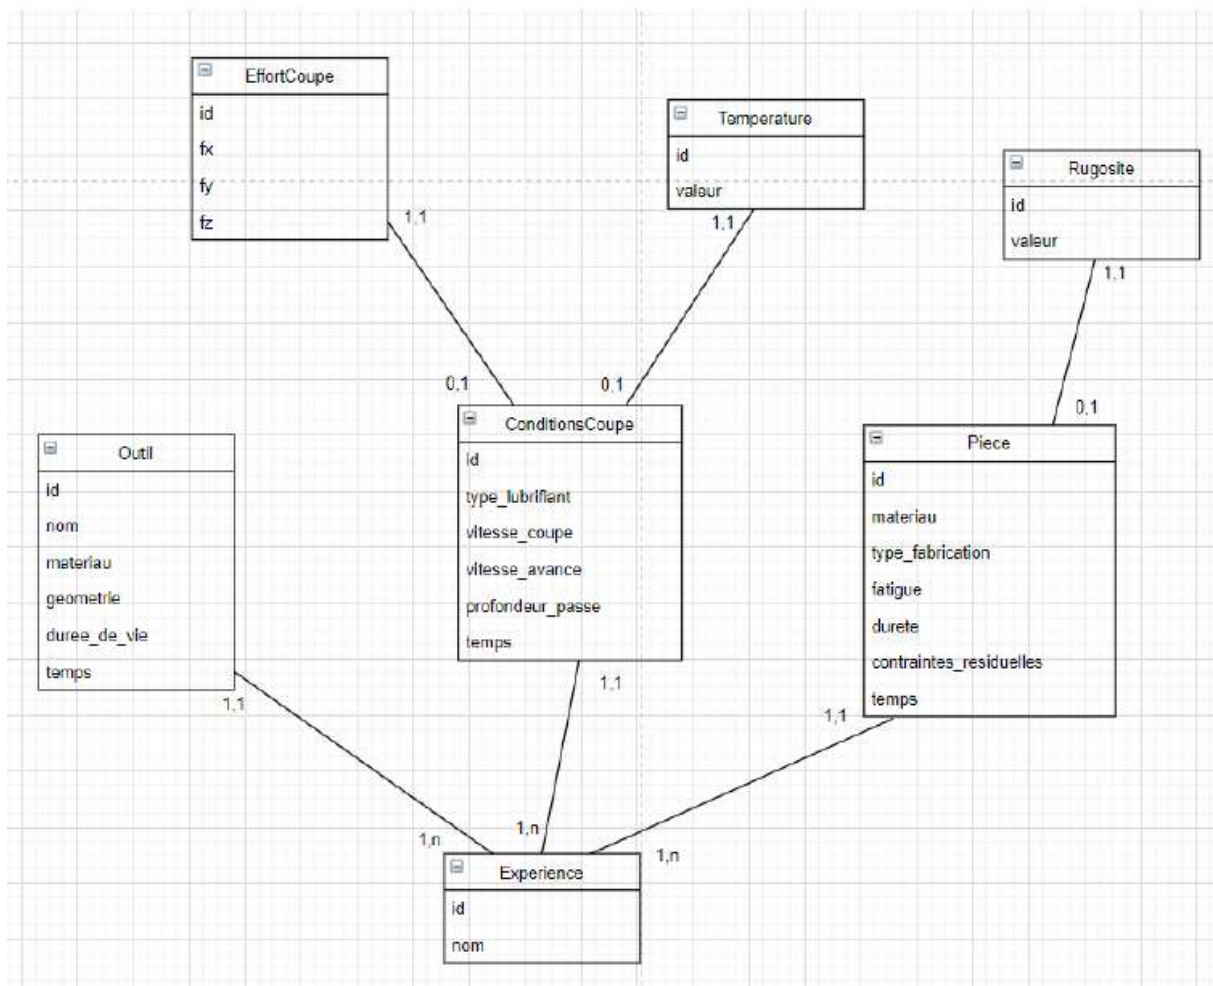 EffortCoupe
id
fx
fy
fz
1,1
Temperature
id
valeur
1,1
Rugosite
id
valeur
1,1
0,1
0,1
0,1
Outil
id
nom
materiau
geometrie
duree_de_vie
temps
1,1
ConditionsCoupe
id
type_lubrifiant
vitesse_coupe
vitesse_avance
profondeur_passe
temps
1,1
Piece
id
materiau
type_fabrication
fatigue
durete
contraintes_residuelles
temps
1,1
1,n
1,n
1,n
Experience
id
nom